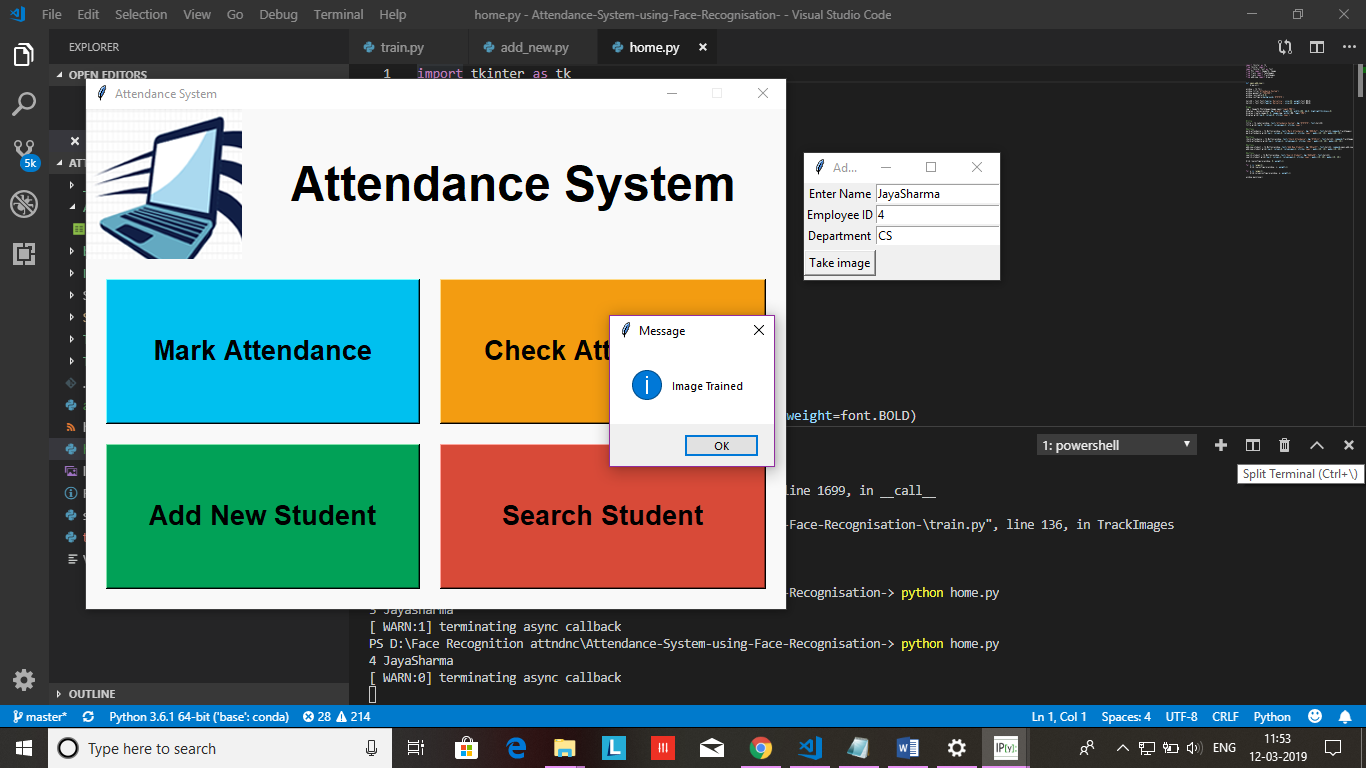 File Edit Selection View Go Debug Terminal Help
home.py - Attendance-System-using-Face-Recognisation- - Visual Studio Code
EXPLORER
train.py
add_new.py
home.py
OPEN EDITORS
1 import tkinter as tk
Attendance System
Attendance System
Mark Attendance
Check Att
Add New Student
Search Student
Ad...
Enter Name JayaSharma
Employee ID 4
Department CS
Take image
Message
Image Trained
OK
5k
ATT
weight=font.BOLD)
1: powershell
Split Terminal (Ctrl+\)
line 1699, in __call__
-Face-Recognisation-\train.py", line 136, in TrackImages
-Face-Recognisation-> python home.py
[ WARN:1] terminating async callback
PS D:\Face Recognition attndnc\Attendance-System-using-Face-Recognisation-> python home.py
4 JayaSharma
[ WARN:0] terminating async callback
OUTLINE
master* Python 3.6.1 64-bit ('base': conda) 28 214
Ln 1, Col 1 Spaces: 4 UTF-8 CRLF Python
Type here to search
L
IP[y]:
ENG
11:53
12-03-2019